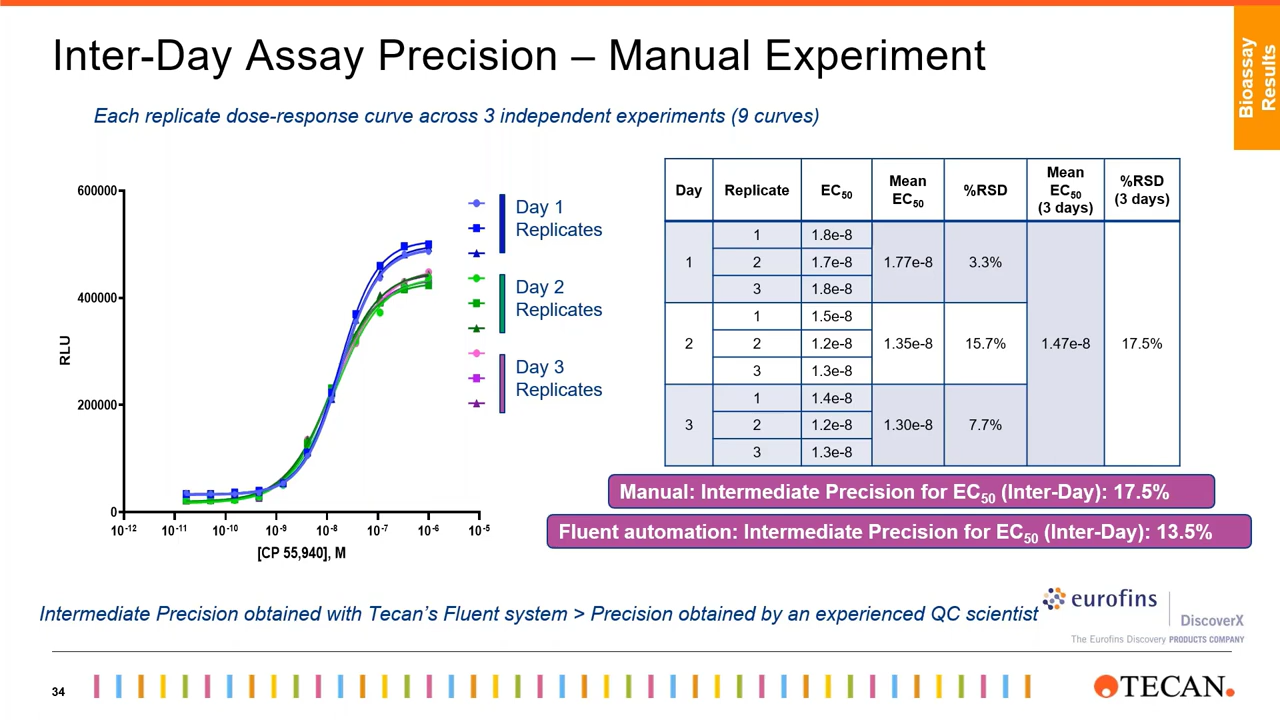 Inter-Day Assay Precision – Manual Experiment
Bioassay
Results
Each replicate dose-response curve across 3 independent experiments (9 curves)
600000
400000
200000
0
RLU
10-12 10-11 10-10 10-9 10-8 10-7 10-6 10-5
[CP 55,940], M
Day 1
Replicates
Day 2
Replicates
Day 3
Replicates
Day Replicate EC50 Mean EC50 %RSD Mean EC50 (3 days) %RSD (3 days)
1 1 1.8e-8 1.77e-8 3.3% 1.47e-8 17.5%
2 1.7e-8
3 1.8e-8
2 1 1.5e-8 1.35e-8 15.7%
2 1.2e-8
3 1.3e-8
3 1 1.4e-8 1.30e-8 7.7%
2 1.2e-8
3 1.3e-8
Manual: Intermediate Precision for EC50 (Inter-Day): 17.5%
Fluent automation: Intermediate Precision for EC50 (Inter-Day): 13.5%
Intermediate Precision obtained with Tecan’s Fluent system > Precision obtained by an experienced QC scientist
eurofins
DiscoverX
The Eurofins Discovery PRODUCTS COMPANY
34
TECAN.